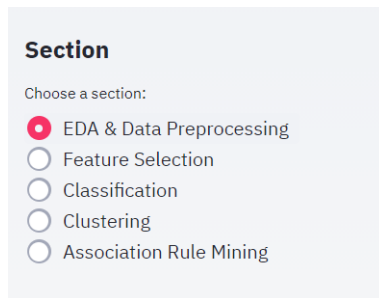 Section
Choose a section:
EDA & Data Preprocessing
Feature Selection
Classification
Clustering
Association Rule Mining